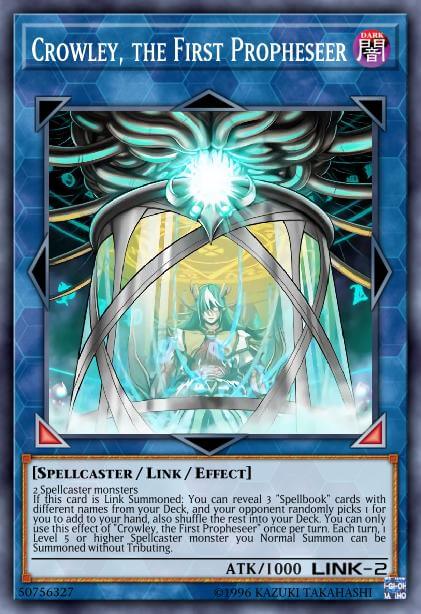 CROWLEY, THE FIRST PROPHESEER
DARK
闇
[SPELLCASTER / LINK / EFFECT]
2 Spellcaster monsters
If this card is Link Summoned: You can reveal 3 "Spellbook" cards with
different names from your Deck, and your opponent randomly picks 1 for
you to add to your hand, also shuffle the rest into your Deck. You can only
use this effect of "Crowley, the First Propheseer" once per turn. Each turn, 1
Level 5 or higher Spellcaster monster you Normal Summon can be
Summoned without Tributing.
ATK/1000 LINK-2
50756327
©1996 KAZUKI TAKAHASHI